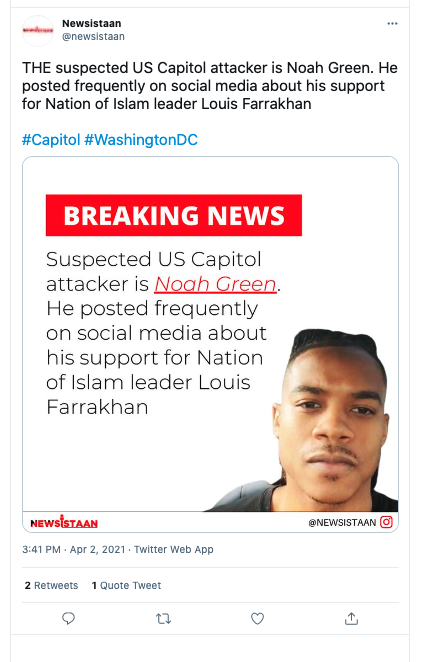 Newsistaan
@newsistaan
THE suspected US Capitol attacker is Noah Green. He
posted frequently on social media about his support
for Nation of Islam leader Louis Farrakhan
#Capitol #WashingtonDC
BREAKING NEWS
Suspected US Capitol
attacker is Noah Green.
He posted frequently
on social media about
his support for Nation
of Islam leader Louis
Farrakhan
NEWSISTAAN
@NEWSISTAAN
3:41 PM · Apr 2, 2021 · Twitter Web App
2 Retweets 1 Quote Tweet